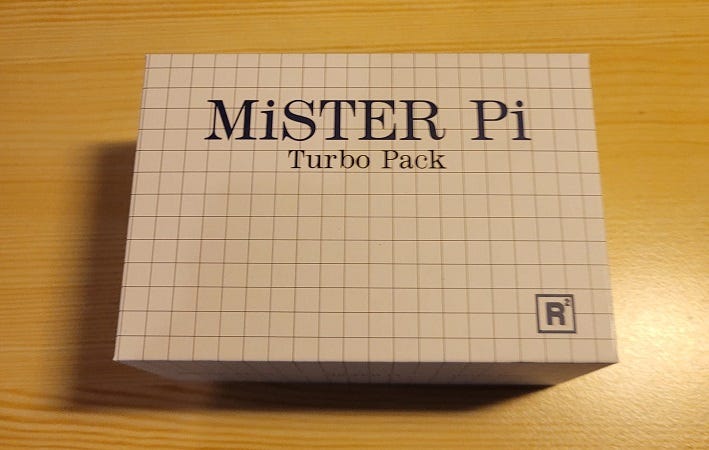 MiSTER Pi
Turbo Pack
R²